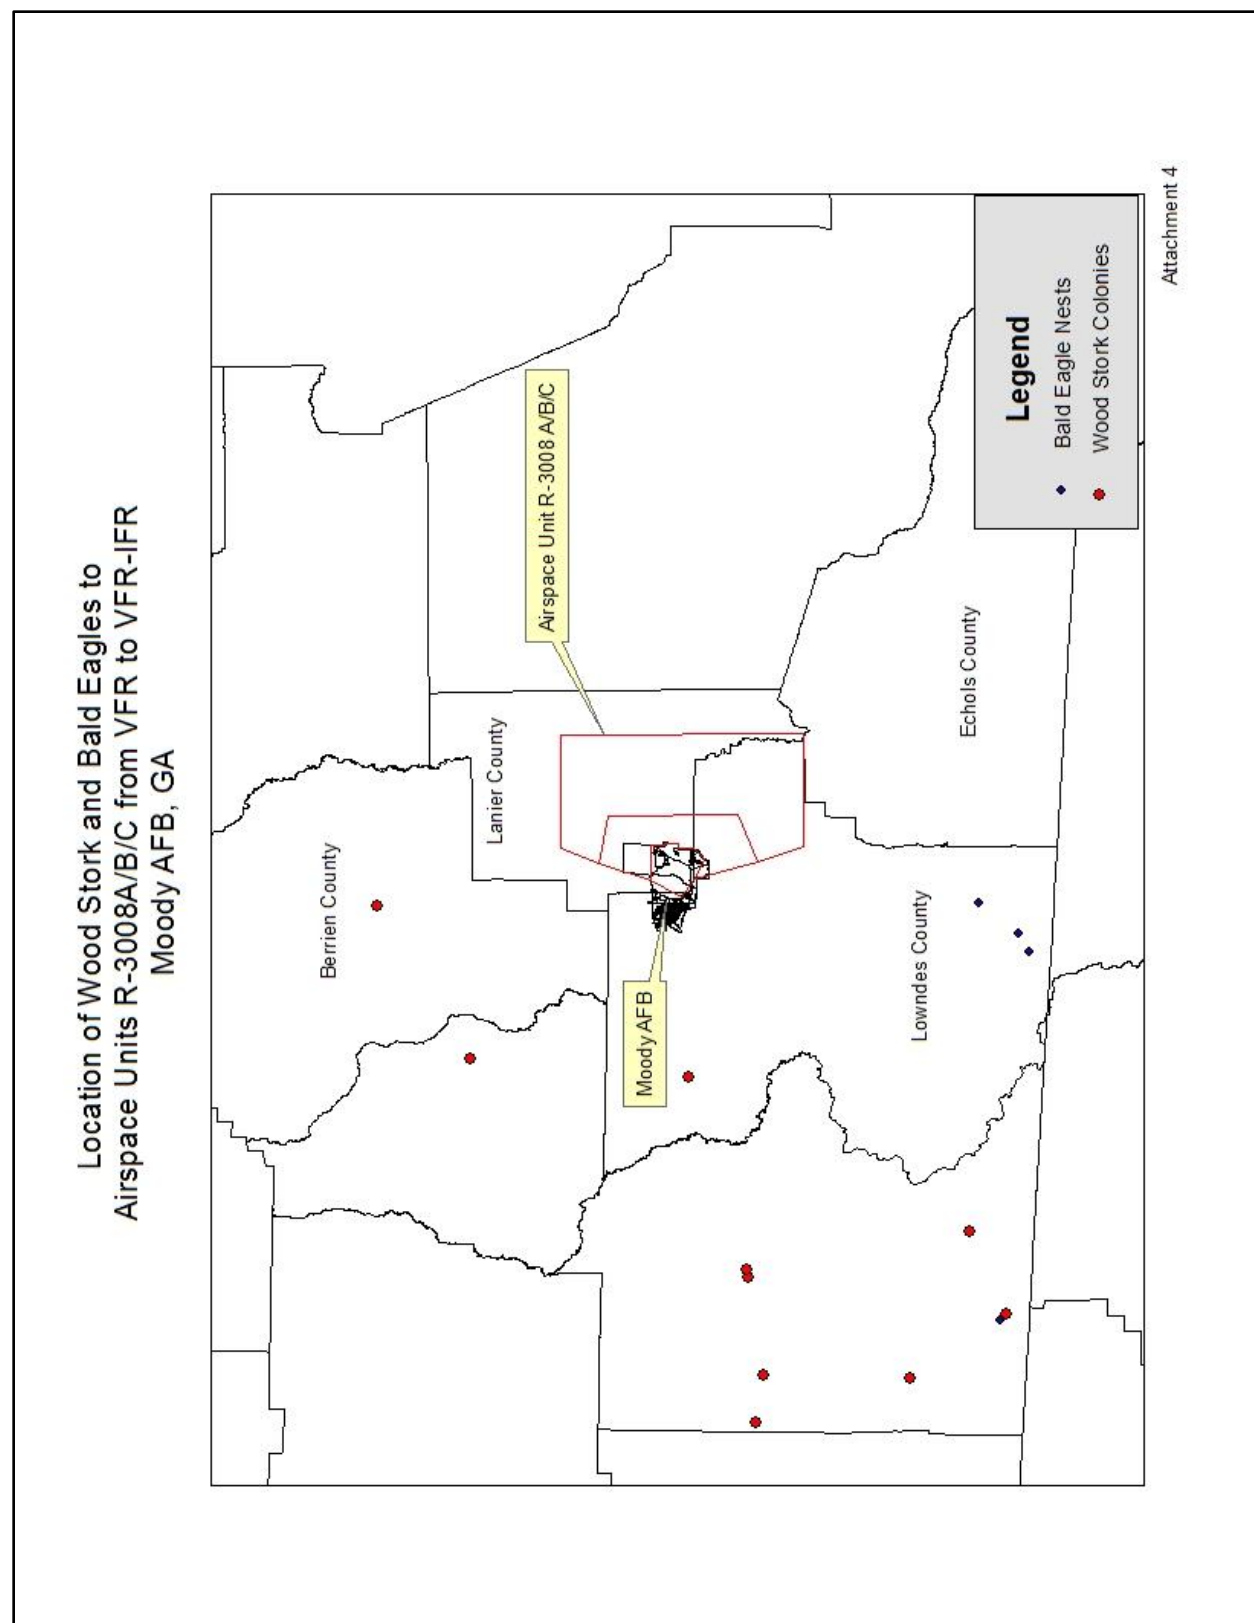 Location of Wood Stork and Bald Eagles to
Airspace Units R-3008A/B/C from VFR to VFR-IFR
Moody AFB, GA
Berrien County
Lanier County
Airspace Unit R-3008 A/B/C
Moody AFB
Lowndes County
Echols County
Legend
Bald Eagle Nests
Wood Stork Colonies
Attachment 4